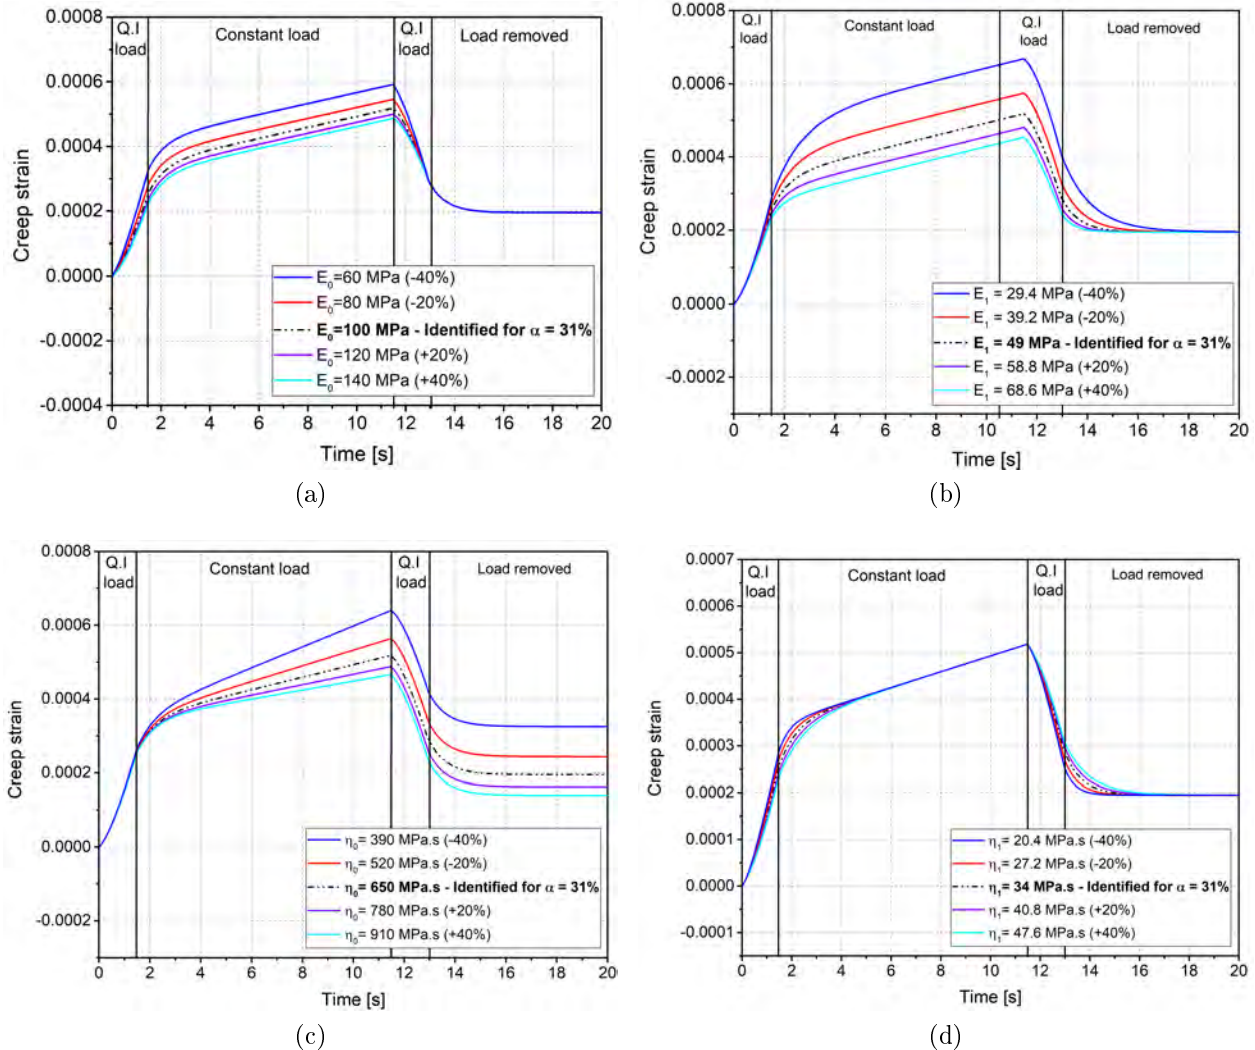 0.0008
0.0006
0.0004
0.0002
0.0000
-0.0002
-0.0004
Creep strain
Q.I
load
Constant load
Q.I
load
Load removed
E₀=60 MPa (-40%)
E₀=80 MPa (-20%)
E₀=100 MPa - Identified for α = 31%
E₀=120 MPa (+20%)
E₀=140 MPa (+40%)
0 2 4 6 8 10 12 14 16 18 20
Time [s]
(a)
0.0008
0.0006
0.0004
0.0002
0.0000
-0.0002
Creep strain
Q.I
load
Constant load
Q.I
load
Load removed
E₁ = 29.4 MPa (-40%)
E₁ = 39.2 MPa (-20%)
E₁ = 49 MPa - Identified for α = 31%
E₁ = 58.8 MPa (+20%)
E₁ = 68.6 MPa (+40%)
0 2 4 6 8 10 12 14 16 18 20
Time [s]
(b)
0.0008
0.0006
0.0004
0.0002
0.0000
-0.0002
Creep strain
Q.I
load
Constant load
Q.I
load
Load removed
η₀= 390 MPa.s (-40%)
η₀= 520 MPa.s (-20%)
η₀= 650 MPa.s - Identified for α = 31%
η₀= 780 MPa.s (+20%)
η₀= 910 MPa.s (+40%)
0 2 4 6 8 10 12 14 16 18 20
Time [s]
(c)
0.0007
0.0006
0.0005
0.0004
0.0003
0.0002
0.0001
0.0000
-0.0001
Creep strain
Q.I
load
Constant load
Q.I
load
Load removed
η₁= 20.4 MPa.s (-40%)
η₁= 27.2 MPa.s (-20%)
η₁= 34 MPa.s - Identified for α = 31%
η₁= 40.8 MPa.s (+20%)
η₁= 47.6 MPa.s (+40%)
0 2 4 6 8 10 12 14 16 18 20
Time [s]
(d)